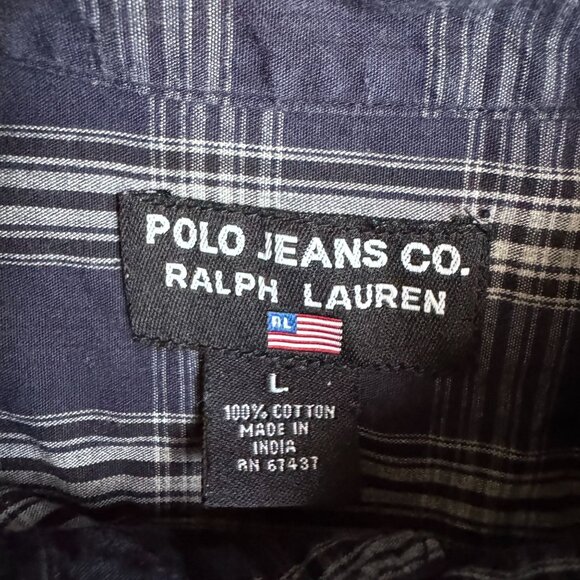 POLO JEANS CO.
RALPH LAUREN
RL
L
100% COTTON
MADE IN
INDIA
RN 67437